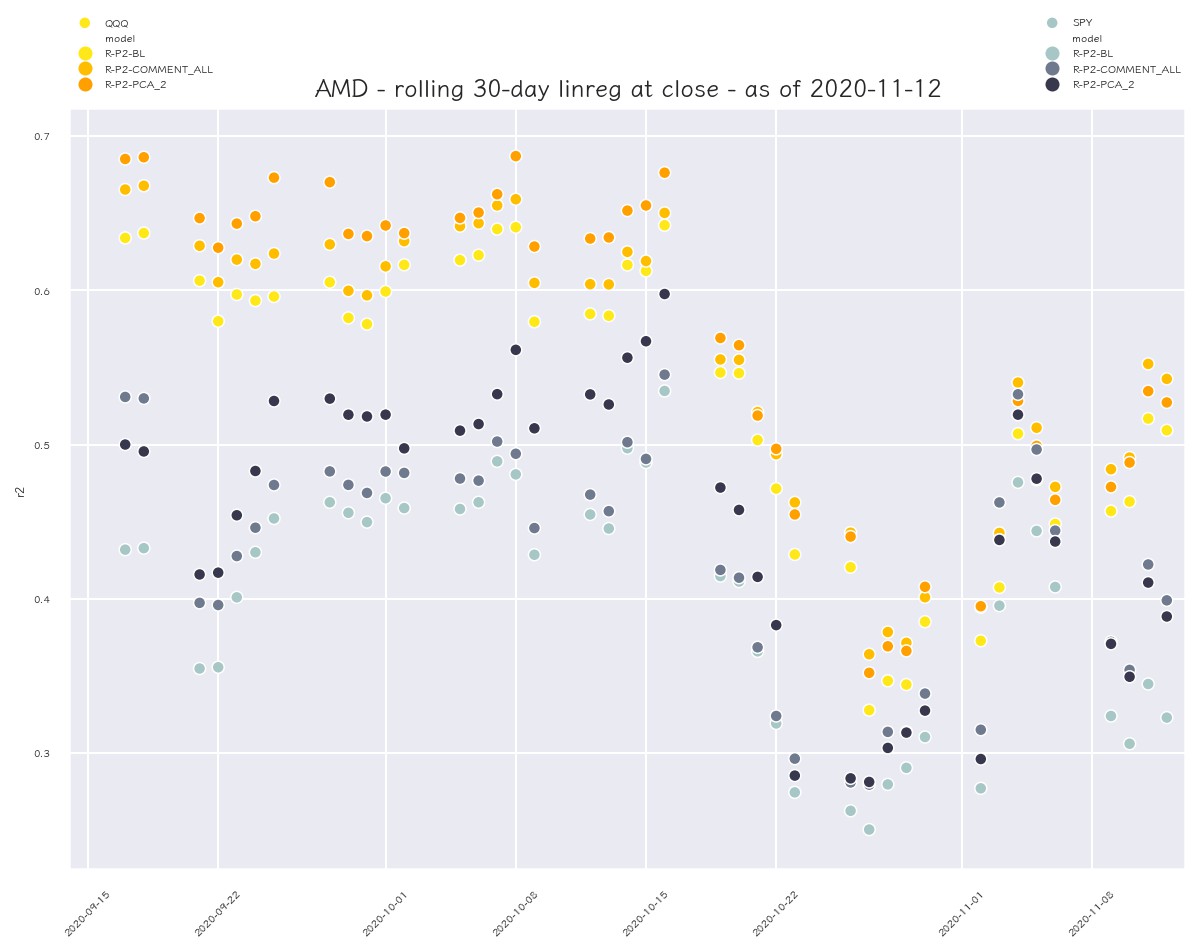 QQQ
model
R-P2-BL
R-P2-COMMENT_ALL
R-P2-PCA_2
SPY
model
R-P2-BL
R-P2-COMMENT_ALL
R-P2-PCA_2
AMD - rolling 30-day linreg at close - as of 2020-11-12
0.7
0.6
0.5
0.4
0.3
r2
2020-09-15
2020-09-22
2020-10-01
2020-10-08
2020-10-15
2020-10-22
2020-11-01
2020-11-08